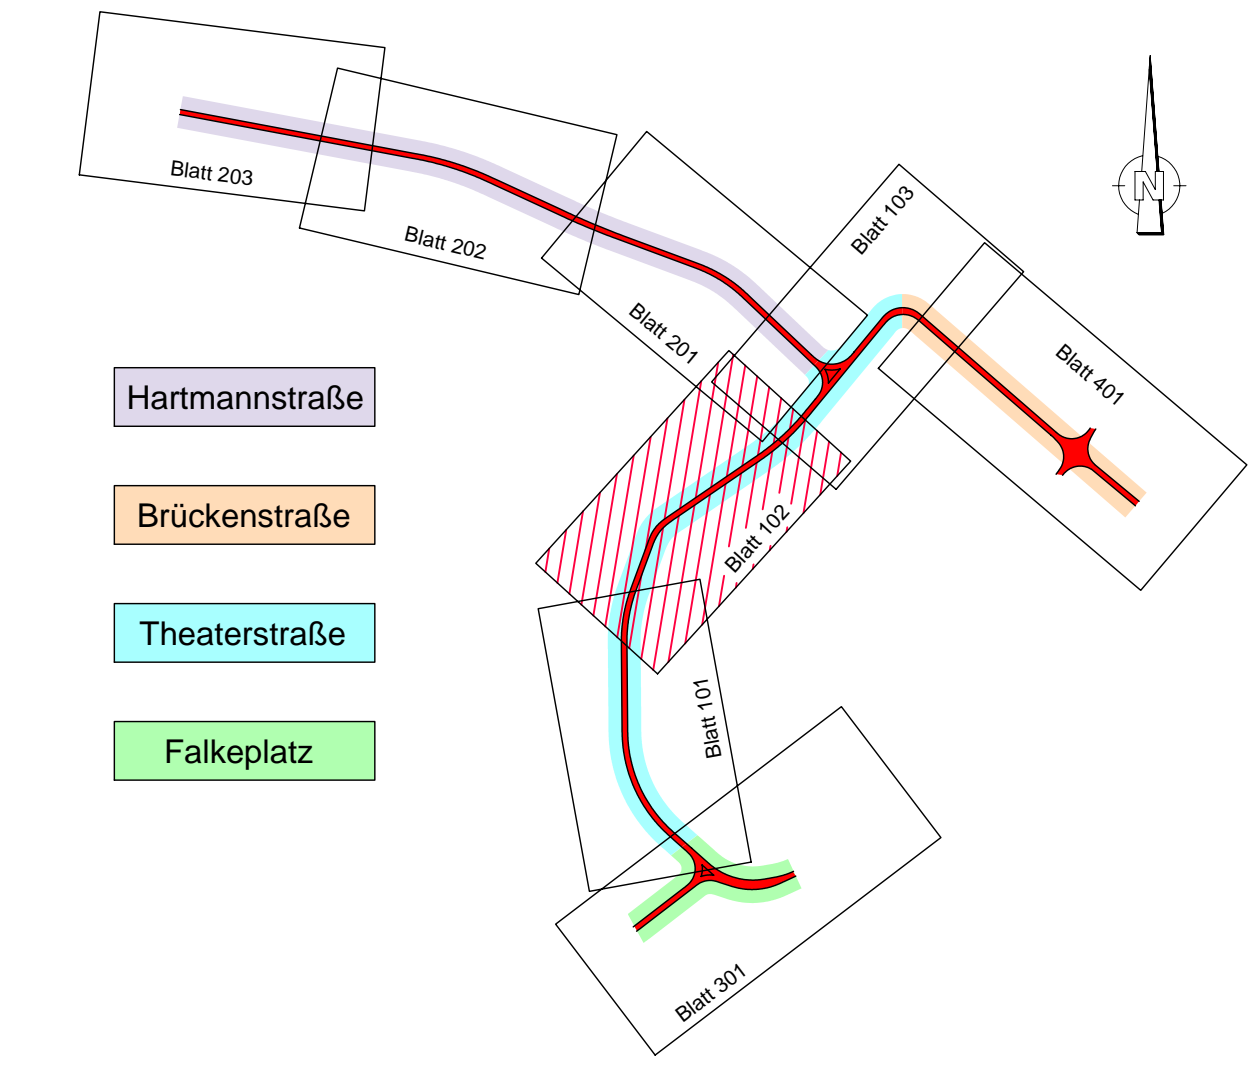 Blatt 203
Blatt 202
Blatt 201
Blatt 103
N
Blatt 401
Hartmannstraße
Brückenstraße
Theaterstraße
Falkeplatz
Blatt 102
Blatt 101
Blatt 301